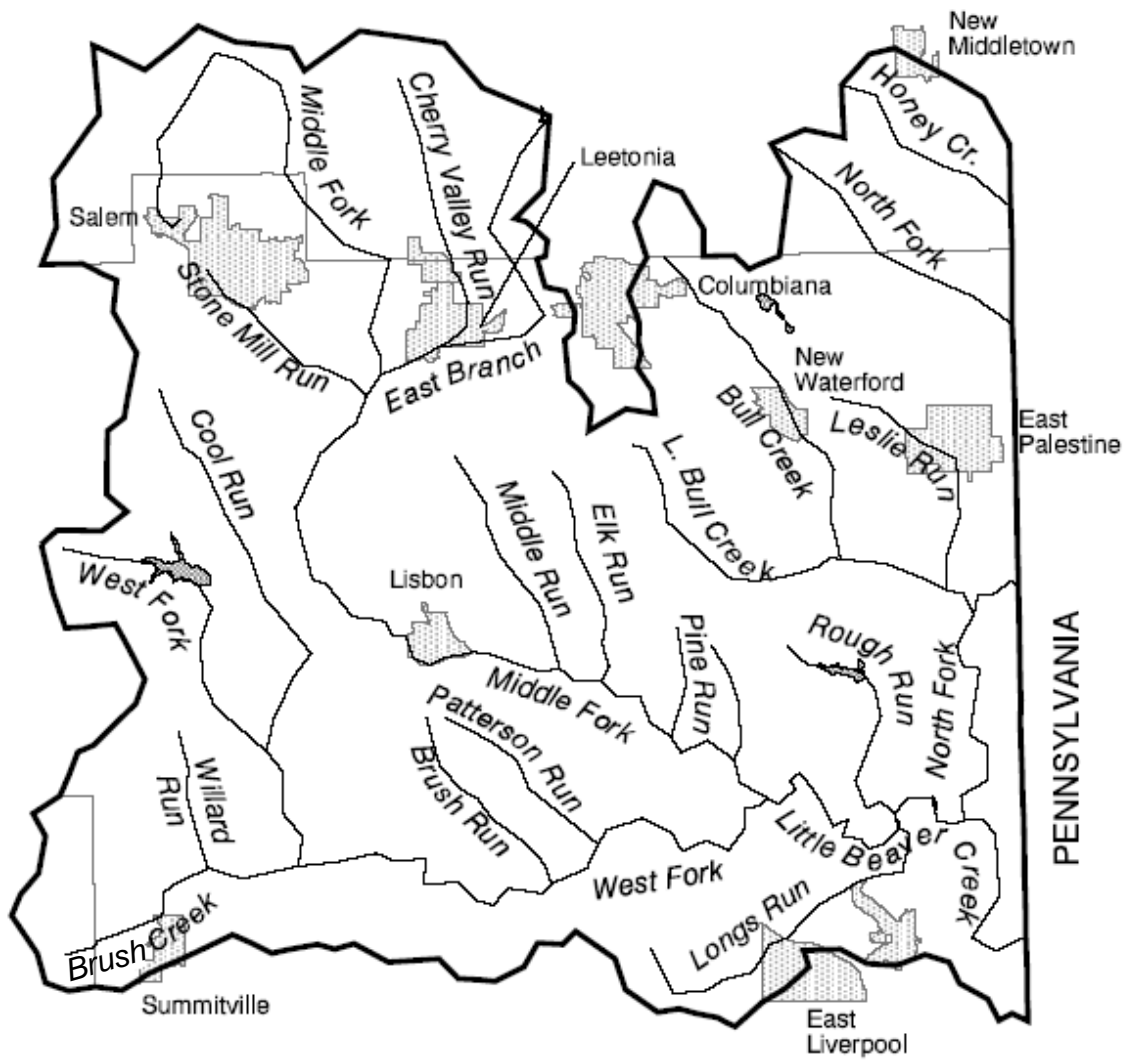 New
Middletown
Honey Cr.
Middle Fork
Cherry Valley Run
Leetonia
North Fork
Salem
Stone Mill Run
Columbiana
East Branch
New
Waterford
Bull Creek
Leslie Run
East
Palestine
Cool Run
L. Bull Creek
Middle Run
Elk Run
West Fork
Lisbon
Pine Run
Rough Run
North Fork
PENNSYLVANIA
Middle Fork
Patterson Run
Brush Run
Willard
Run
Little Beaver
Creek
West Fork
Longs Run
Brush Creek
Summitville
East
Liverpool